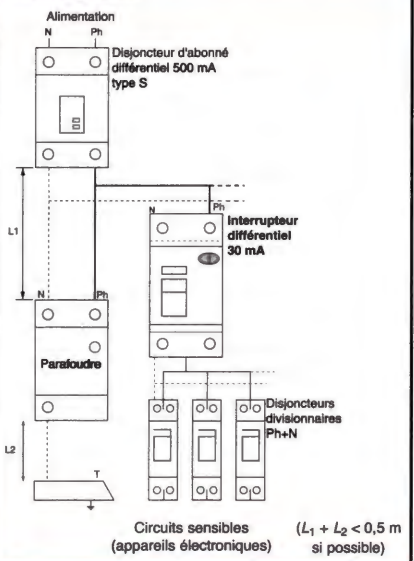 Alimentation
N Ph
Disjoncteur d'abonné
différentiel 500 mA
type S
L1
N Ph
Interrupteur
différentiel
30 mA
N Ph
Parafoudre
Disjoncteurs
divisionnaires
Ph+N
L2
T
Circuits sensibles
(appareils électroniques)
(L1 + L2 < 0,5 m
si possible)